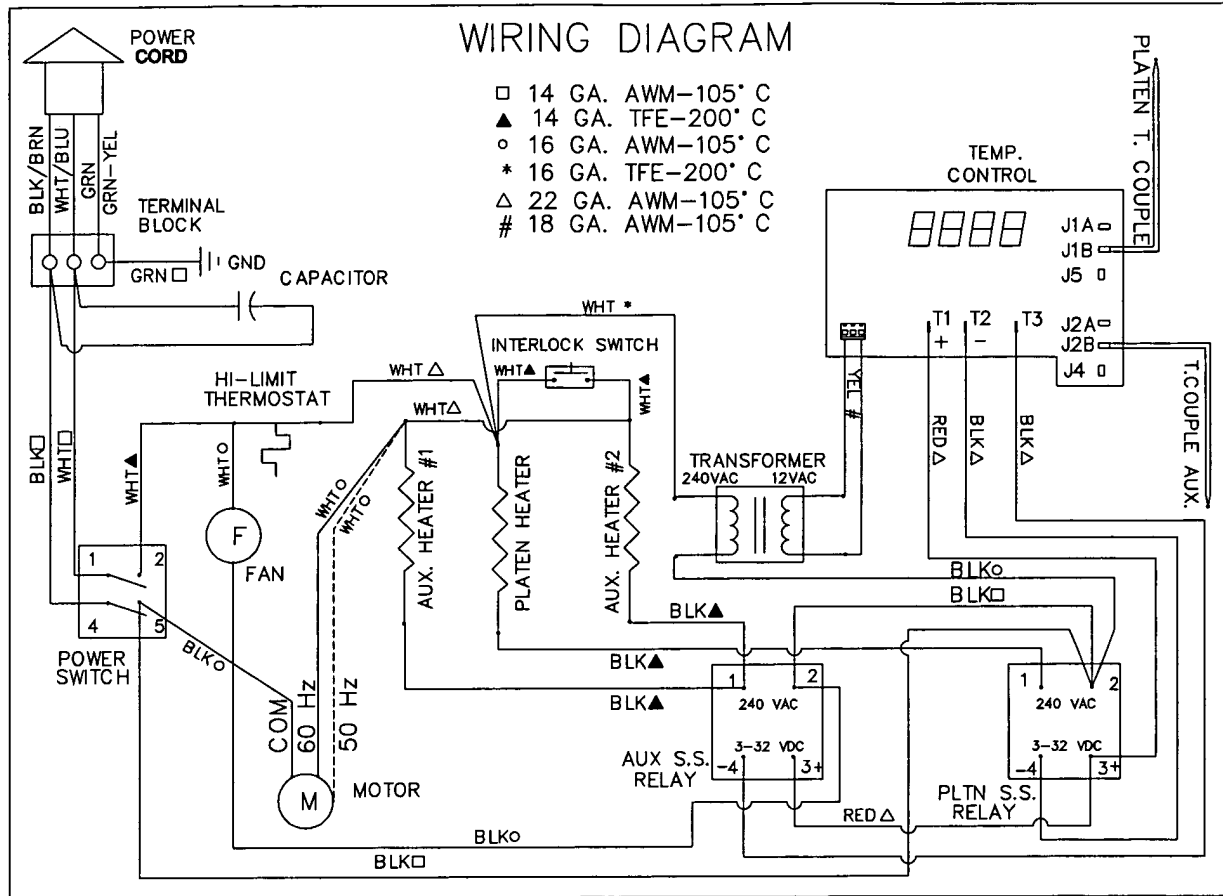 WIRING DIAGRAM
POWER
CORD
□ 14 GA. AWM-105° C
▲ 14 GA. TFE-200° C
○ 16 GA. AWM-105° C
* 16 GA. TFE-200° C
△ 22 GA. AWM-105° C
# 18 GA. AWM-105° C
BLK/BRN
WHT/BLU
GRN
GRN-YEL
TERMINAL
BLOCK
GRN □
GND
CAPACITOR
PLATEN T. COUPLE
TEMP.
CONTROL
J1A
J1B
J5
T1
T2
T3
+
-
J2A
J2B
J4
T.COUPLE AUX.
WHT *
INTERLOCK SWITCH
WHT▲
WHT▲
WHT △
WHT△
HI-LIMIT
THERMOSTAT
BLK□
WHT□
WHT▲
WHT○
WHT○
WHT○
YEL #
RED△
BLK△
BLK△
TRANSFORMER
240VAC
12VAC
AUX. HEATER #1
PLATEN HEATER
AUX. HEATER #2
F
FAN
1
2
4
5
POWER
SWITCH
BLK○
BLK○
BLK□
BLK▲
BLK▲
BLK▲
COM
60 Hz
50 Hz
M
MOTOR
1
2
240 VAC
3-32 VDC
-4
3+
AUX S.S.
RELAY
1
2
240 VAC
3-32 VDC
-4
3+
PLTN S.S.
RELAY
RED △
BLK○
BLK□